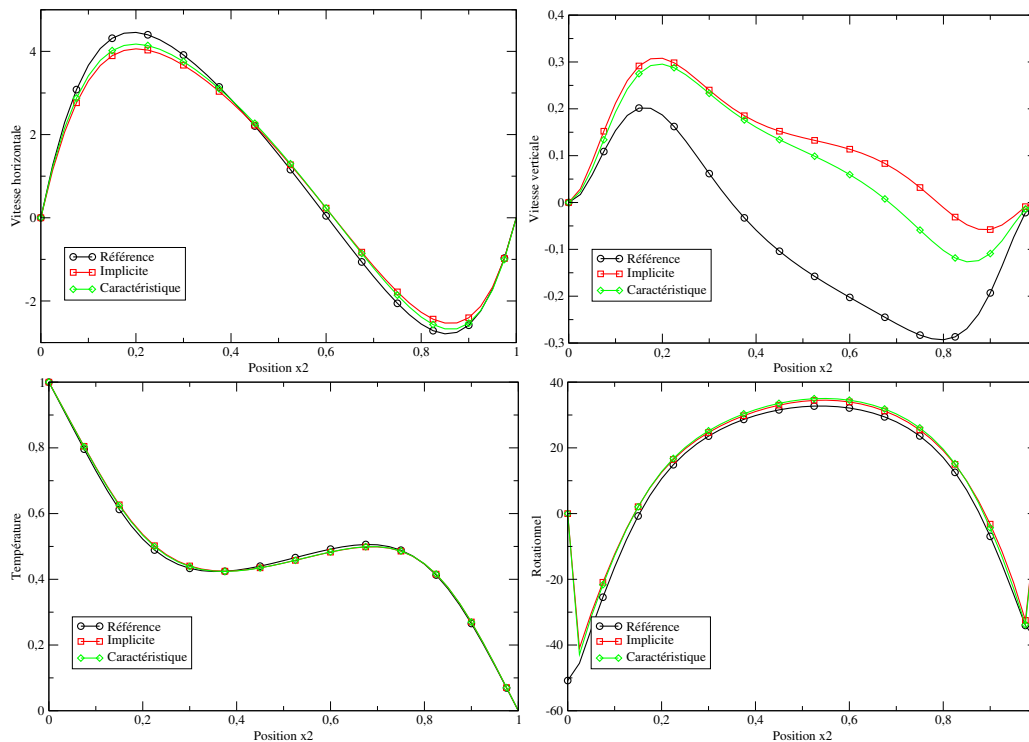 Vitesse horizontale
4
2
0
-2
0
0,2
0,4
0,6
0,8
1
Position x2
Référence
Implicite
Caractéristique
Vitesse verticale
0,4
0,3
0,2
0,1
0
-0,1
-0,2
-0,3
0
0,2
0,4
0,6
0,8
Position x2
Référence
Implicite
Caractéristique
Température
1
0,8
0,6
0,4
0,2
0
0
0,2
0,4
0,6
0,8
1
Position x2
Référence
Implicite
Caractéristique
Rotationnel
40
20
0
-20
-40
-60
0
0,2
0,4
0,6
0,8
Position x2
Référence
Implicite
Caractéristique